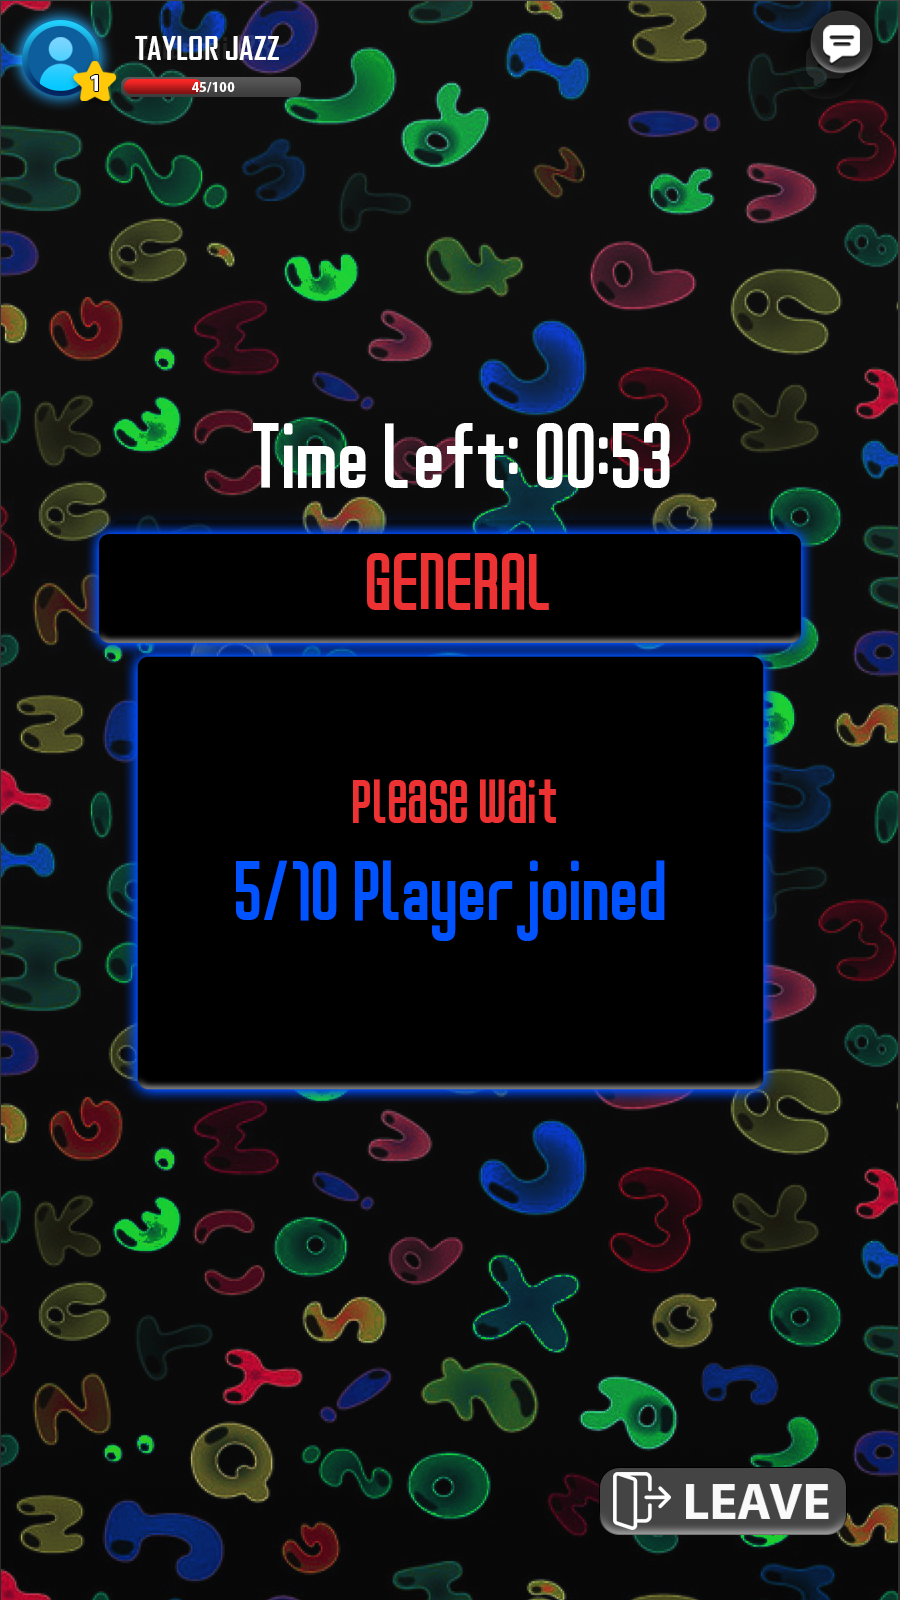 TAYLOR JAZZ
1
45/100
Time Left: 00:53
GENERAL
Please Wait
5/10 Player joined
LEAVE